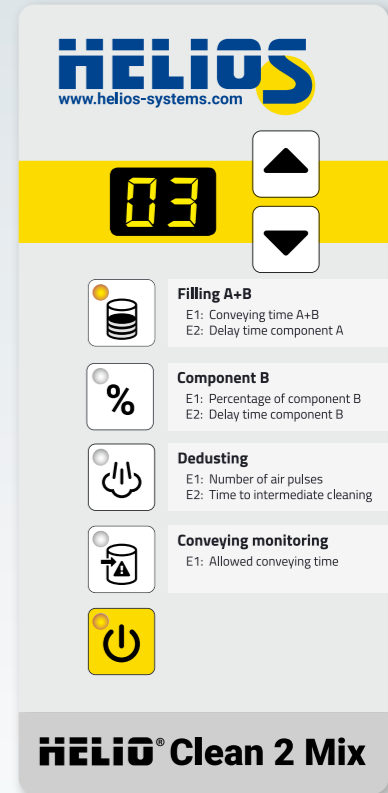 HELIOS
www.helios-systems.com
03
Filling A+B
E1: Conveying time A+B
E2: Delay time component A
%
Component B
E1: Percentage of component B
E2: Delay time component B
Dedusting
E1: Number of air pulses
E2: Time to intermediate cleaning
Conveying monitoring
E1: Allowed conveying time
HELIO® Clean 2 Mix